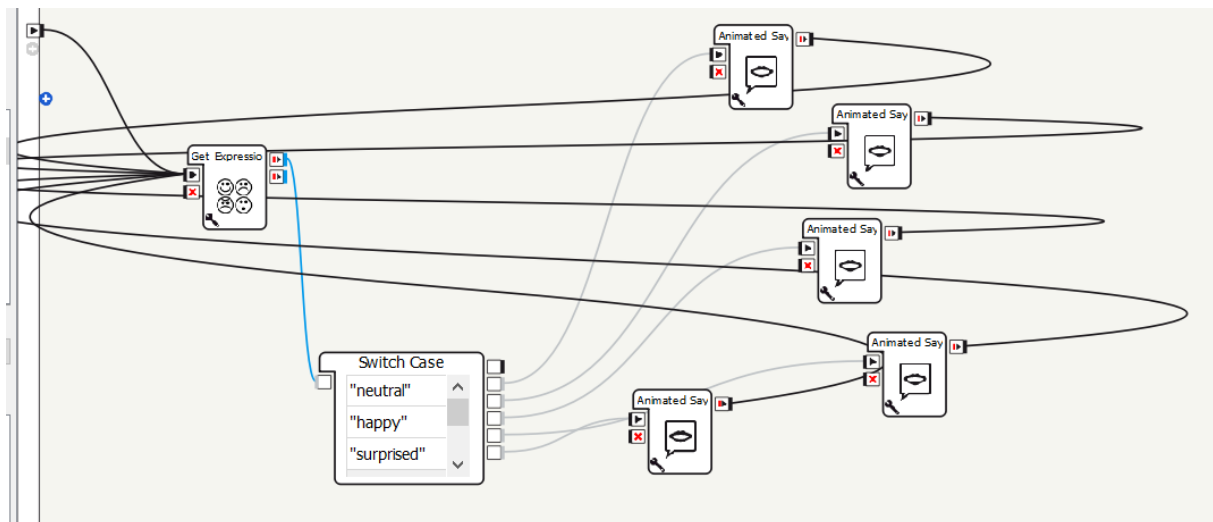 Animated Say
Animated Say
Get Expressio
Animated Say
Animated Say
Switch Case
"neutral"
"happy"
"surprised"
Animated Say